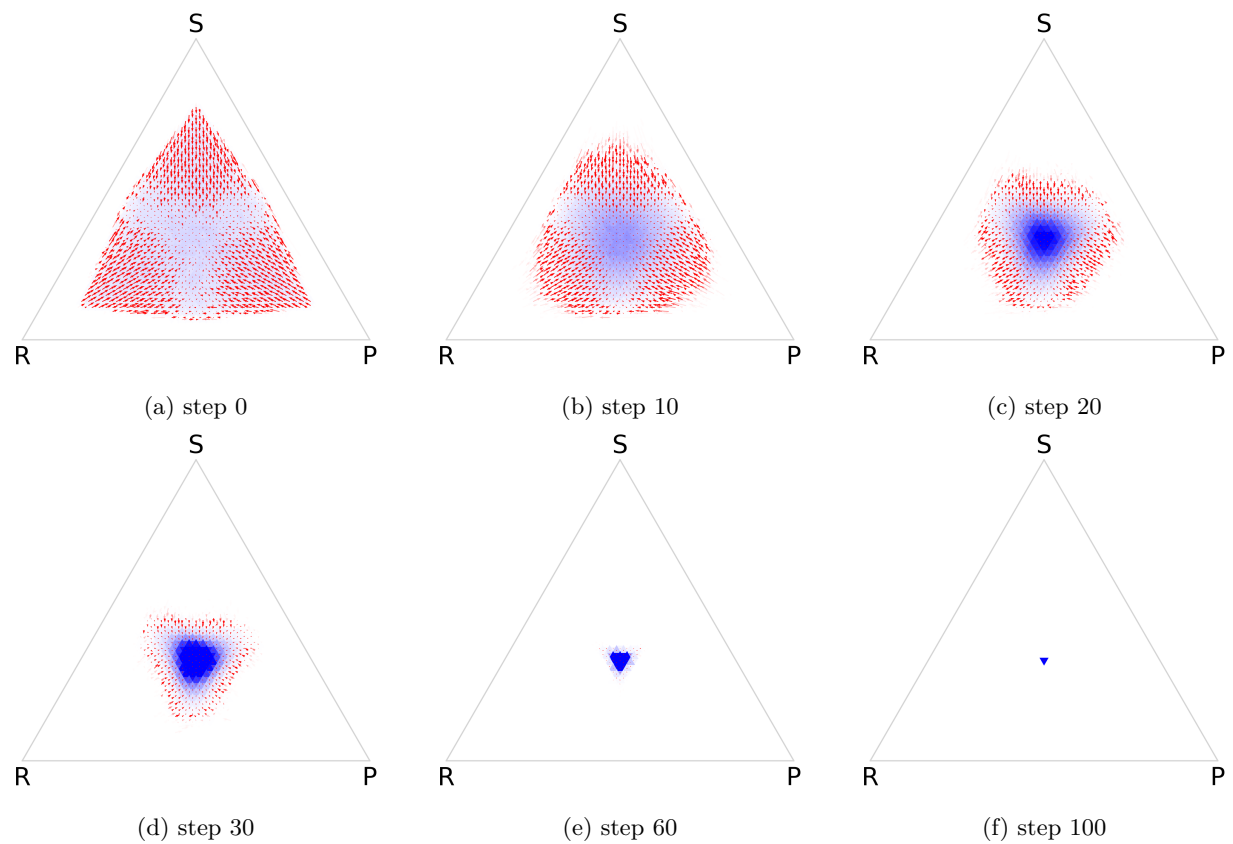 S S S
R P R P R P
(a) step 0 (b) step 10 (c) step 20
S S S
R P R P R P
(d) step 30 (e) step 60 (f) step 100